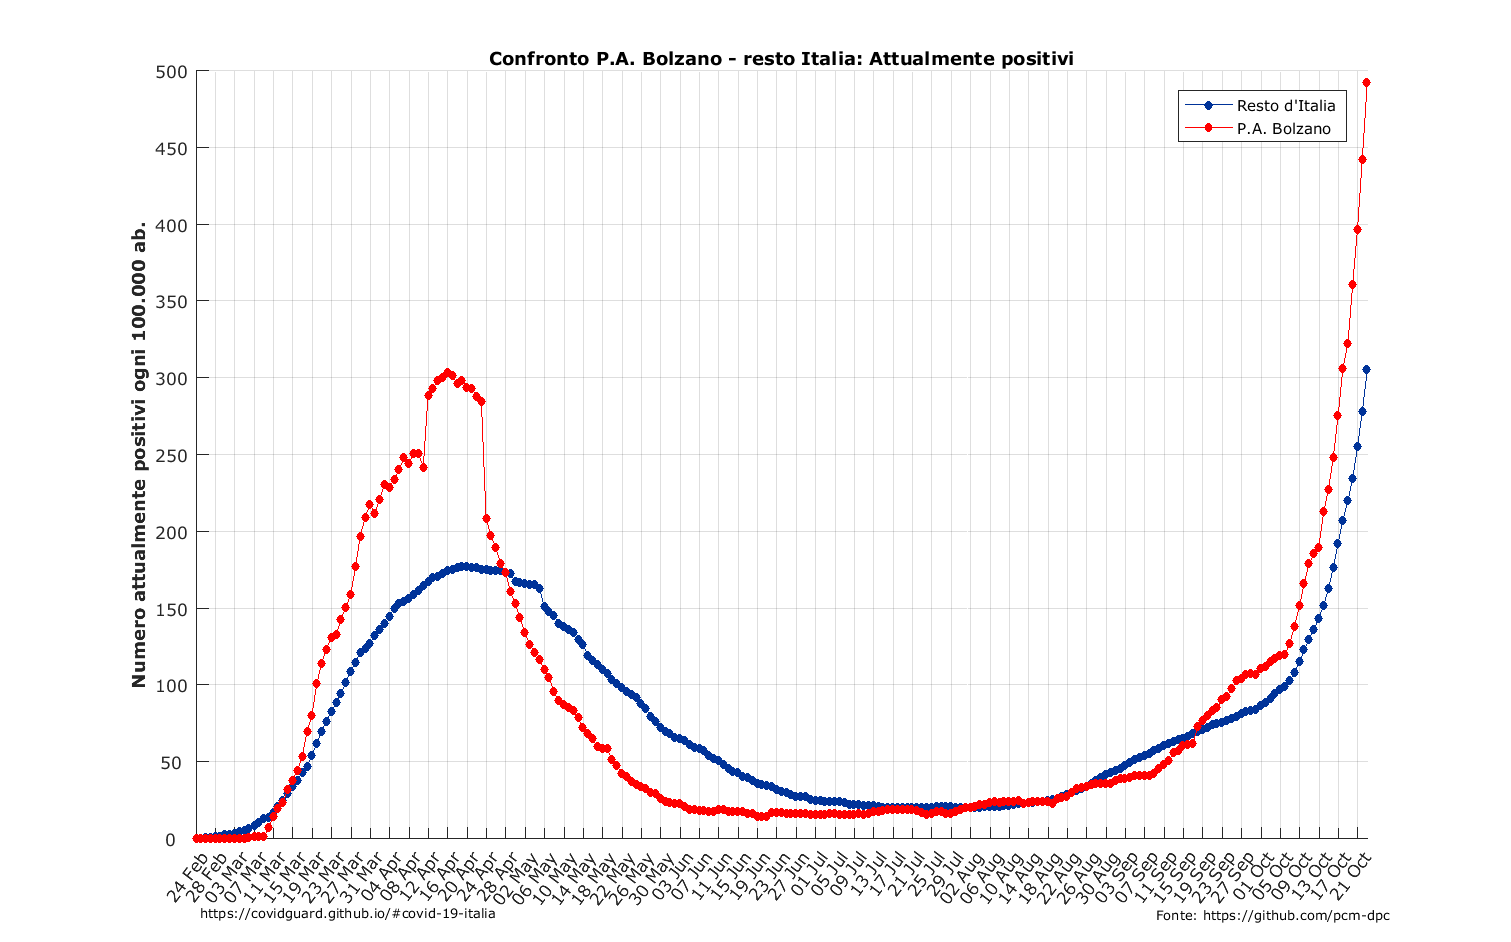 Confronto P.A. Bolzano - resto Italia: Attualmente positivi
Resto d'Italia
P.A. Bolzano
Numero attualmente positivi ogni 100.000 ab.
500
450
400
350
300
250
200
150
100
50
0
24 Feb
28 Feb
03 Mar
07 Mar
11 Mar
15 Mar
19 Mar
23 Mar
27 Mar
31 Mar
04 Apr
08 Apr
12 Apr
16 Apr
20 Apr
24 Apr
28 Apr
02 May
06 May
10 May
14 May
18 May
22 May
26 May
30 May
03 Jun
07 Jun
11 Jun
15 Jun
19 Jun
23 Jun
27 Jun
01 Jul
05 Jul
09 Jul
13 Jul
17 Jul
21 Jul
25 Jul
29 Jul
02 Aug
06 Aug
10 Aug
14 Aug
18 Aug
22 Aug
26 Aug
30 Aug
03 Sep
07 Sep
11 Sep
15 Sep
19 Sep
23 Sep
27 Sep
01 Oct
05 Oct
09 Oct
13 Oct
17 Oct
21 Oct
https://covidguard.github.io/#covid-19-italia
Fonte: https://github.com/pcm-dpc